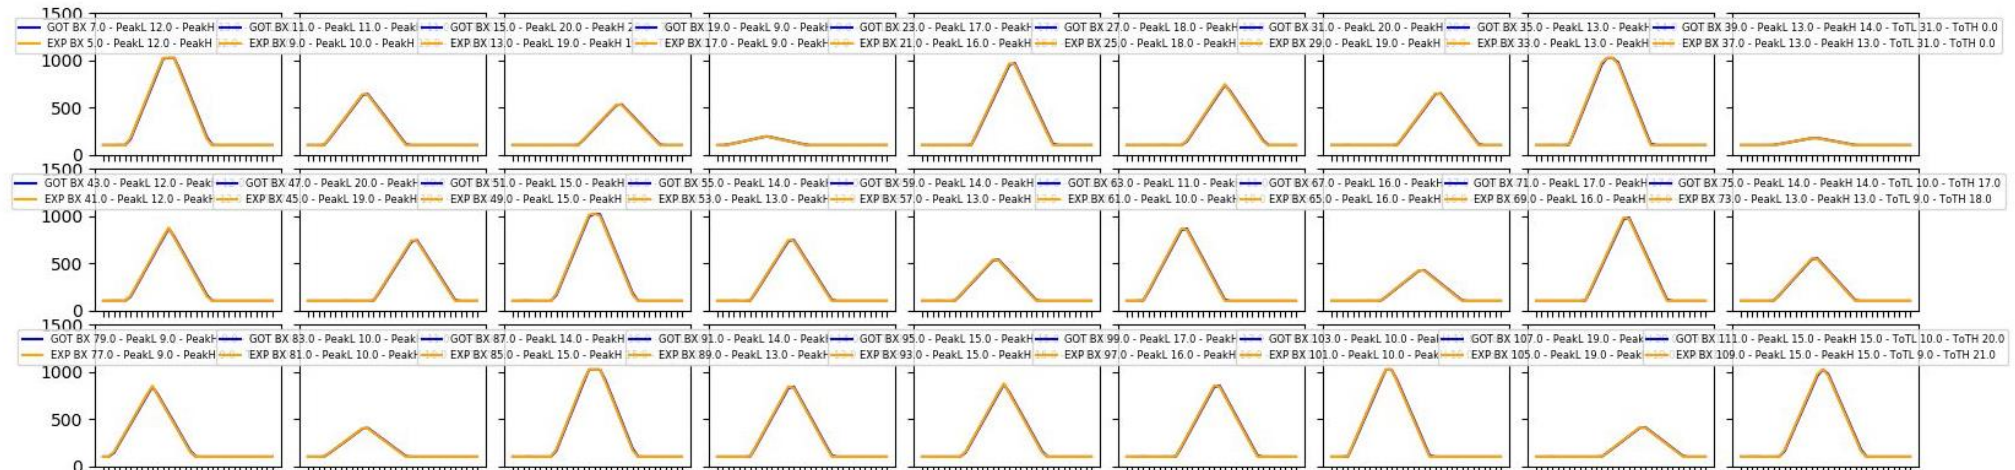 1500
GOT BX 7.0 - PeakL 12.0 - PeakH
EXP BX 5.0 - PeakL 12.0 - PeakH
GOT BX 11.0 - PeakL 11.0 - PeakH
EXP BX 9.0 - PeakL 10.0 - PeakH
GOT BX 15.0 - PeakL 20.0 - PeakH
EXP BX 13.0 - PeakL 19.0 - PeakH
GOT BX 19.0 - PeakL 9.0 - PeakH
EXP BX 17.0 - PeakL 9.0 - PeakH
GOT BX 23.0 - PeakL 17.0 - PeakH
EXP BX 21.0 - PeakL 16.0 - PeakH
GOT BX 27.0 - PeakL 18.0 - PeakH
EXP BX 25.0 - PeakL 18.0 - PeakH
GOT BX 31.0 - PeakL 20.0 - PeakH
EXP BX 29.0 - PeakL 19.0 - PeakH
GOT BX 35.0 - PeakL 13.0 - PeakH
EXP BX 33.0 - PeakL 13.0 - PeakH
GOT BX 39.0 - PeakL 13.0 - PeakH 14.0 - ToTL 31.0 - ToTH 0.0
EXP BX 37.0 - PeakL 13.0 - PeakH 13.0 - ToTL 31.0 - ToTH 0.0
1000
500
0
1500
GOT BX 43.0 - PeakL 12.0 - PeakH
EXP BX 41.0 - PeakL 12.0 - PeakH
GOT BX 47.0 - PeakL 20.0 - PeakH
EXP BX 45.0 - PeakL 19.0 - PeakH
GOT BX 51.0 - PeakL 15.0 - PeakH
EXP BX 49.0 - PeakL 15.0 - PeakH
GOT BX 55.0 - PeakL 14.0 - PeakH
EXP BX 53.0 - PeakL 13.0 - PeakH
GOT BX 59.0 - PeakL 14.0 - PeakH
EXP BX 57.0 - PeakL 13.0 - PeakH
GOT BX 63.0 - PeakL 11.0 - PeakH
EXP BX 61.0 - PeakL 10.0 - PeakH
GOT BX 67.0 - PeakL 16.0 - PeakH
EXP BX 65.0 - PeakL 16.0 - PeakH
GOT BX 71.0 - PeakL 17.0 - PeakH
EXP BX 69.0 - PeakL 16.0 - PeakH
GOT BX 75.0 - PeakL 14.0 - PeakH 14.0 - ToTL 10.0 - ToTH 17.0
EXP BX 73.0 - PeakL 13.0 - PeakH 13.0 - ToTL 9.0 - ToTH 18.0
1000
500
0
1500
GOT BX 79.0 - PeakL 9.0 - PeakH
EXP BX 77.0 - PeakL 9.0 - PeakH
GOT BX 83.0 - PeakL 10.0 - PeakH
EXP BX 81.0 - PeakL 10.0 - PeakH
GOT BX 87.0 - PeakL 14.0 - PeakH
EXP BX 85.0 - PeakL 15.0 - PeakH
GOT BX 91.0 - PeakL 14.0 - PeakH
EXP BX 89.0 - PeakL 13.0 - PeakH
GOT BX 95.0 - PeakL 15.0 - PeakH
EXP BX 93.0 - PeakL 15.0 - PeakH
GOT BX 99.0 - PeakL 17.0 - PeakH
EXP BX 97.0 - PeakL 16.0 - PeakH
GOT BX 103.0 - PeakL 10.0 - PeakH
EXP BX 101.0 - PeakL 10.0 - PeakH
GOT BX 107.0 - PeakL 19.0 - PeakH
EXP BX 105.0 - PeakL 19.0 - PeakH
GOT BX 111.0 - PeakL 15.0 - PeakH 15.0 - ToTL 10.0 - ToTH 20.0
EXP BX 109.0 - PeakL 15.0 - PeakH 15.0 - ToTL 9.0 - ToTH 21.0
1000
500
0